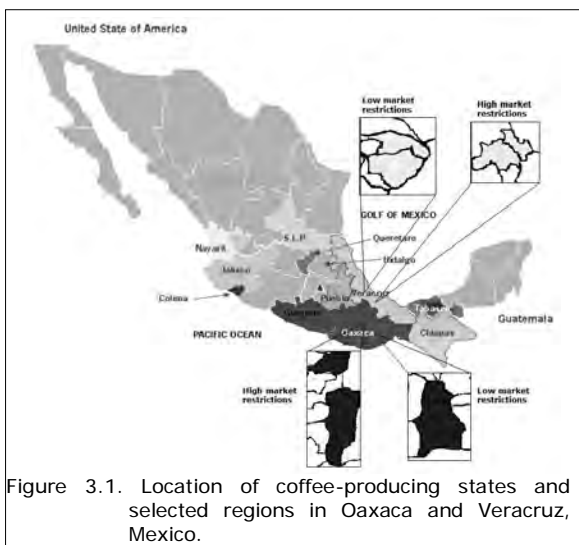 United State of America
Low market
restrictions
High market
restrictions
GOLF OF MEXICO
S.L.P.
Queretaro
Nayarit
Hidalgo
Jalisco
Colima
Puebla
Veracruz
Tabasco
Guerrero
Guatemala
PACIFIC OCEAN
Oaxaca
Chiapas
High market
restrictions
Low market
restrictions
Figure 3.1. Location of coffee-producing states and
selected regions in Oaxaca and Veracruz,
Mexico.